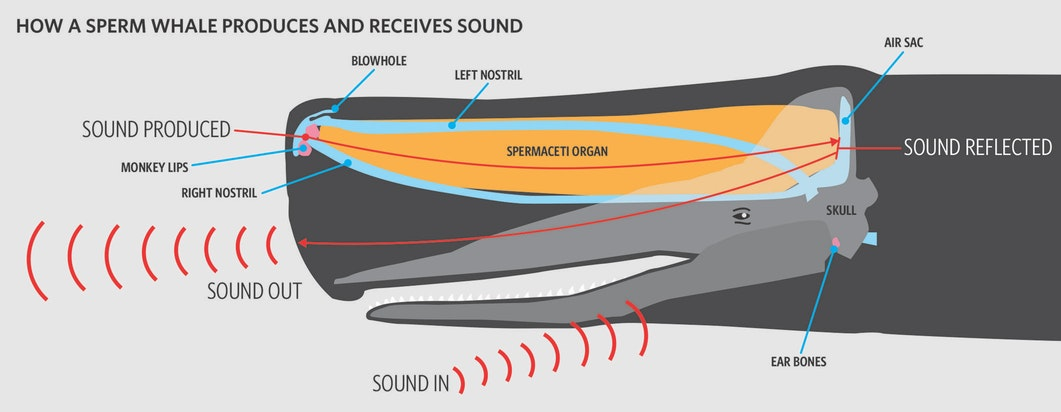 HOW A SPERM WHALE PRODUCES AND RECEIVES SOUND
BLOWHOLE
LEFT NOSTRIL
AIR SAC
SOUND PRODUCED
MONKEY LIPS
RIGHT NOSTRIL
SPERMACETI ORGAN
SOUND REFLECTED
SKULL
SOUND OUT
EAR BONES
SOUND IN